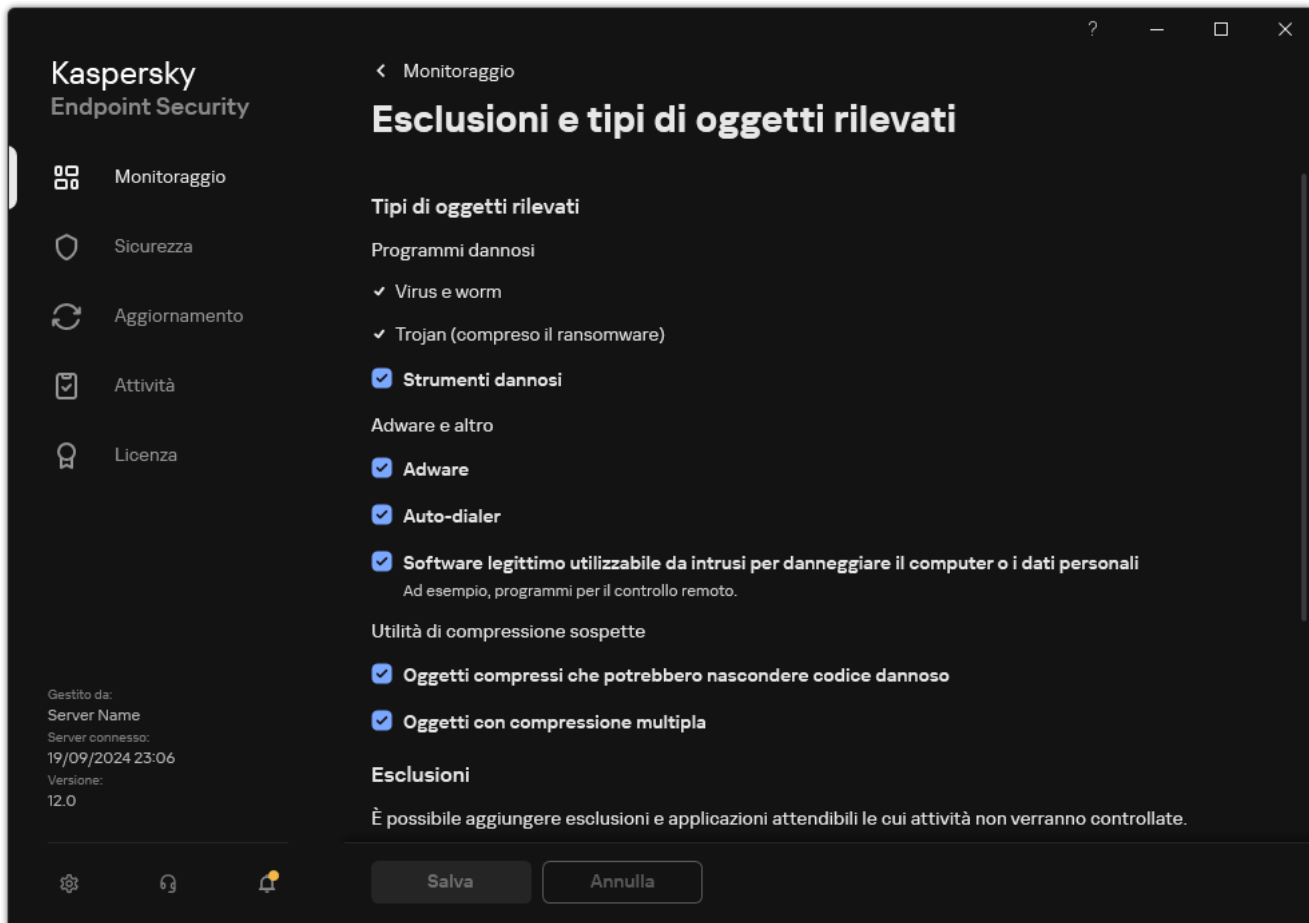 ?
Kaspersky
Endpoint Security
Monitoraggio
Sicurezza
Aggiornamento
Attività
Licenza
Gestito da:
Server Name
Server connesso:
19/09/2024 23:06
Versione:
12.0
Monitoraggio
Esclusioni e tipi di oggetti rilevati
Tipi di oggetti rilevati
Programmi dannosi
Virus e worm
Trojan (compreso il ransomware)
Strumenti dannosi
Adware e altro
Adware
Auto-dialer
Software legittimo utilizzabile da intrusi per danneggiare il computer o i dati personali
Ad esempio, programmi per il controllo remoto.
Utilità di compressione sospette
Oggetti compressi che potrebbero nascondere codice dannoso
Oggetti con compressione multipla
Esclusioni
È possibile aggiungere esclusioni e applicazioni attendibili le cui attività non verranno controllate.
Salva
Annulla